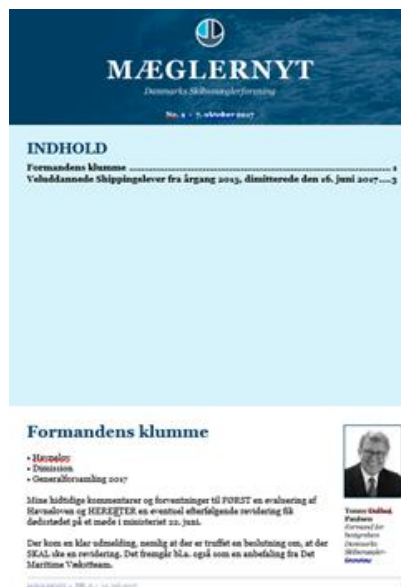 MÆGLERNYT
Danmarks Skibsmæglerforening
Nr. 1 - 7. oktober 2017
INDHOLD
Formandens klumme 1
Veluddannede Shippingelever fra årgang 2015, dimitterede den 16. juni 2017 3
Formandens klumme
• Havnelov
• Dimission
• Generalforsamling 2017
Mine hidtidige kommentarer og forventninger til FØRST en evaluering af
Havneloven og HEREFTER en eventuel efterfølgende revidering fik
dødsstødet på et møde i ministeriet 22. juni.
Der kom en klar udmelding, nemlig at der er truffet en beslutning om, at der
SKAL ske en revidering. Det fremgår bl.a. også som en anbefaling fra Det
Maritime Vækstteam.
Paulsen
Formand for
bestyrelsen
Danmarks
Skibsmægler-